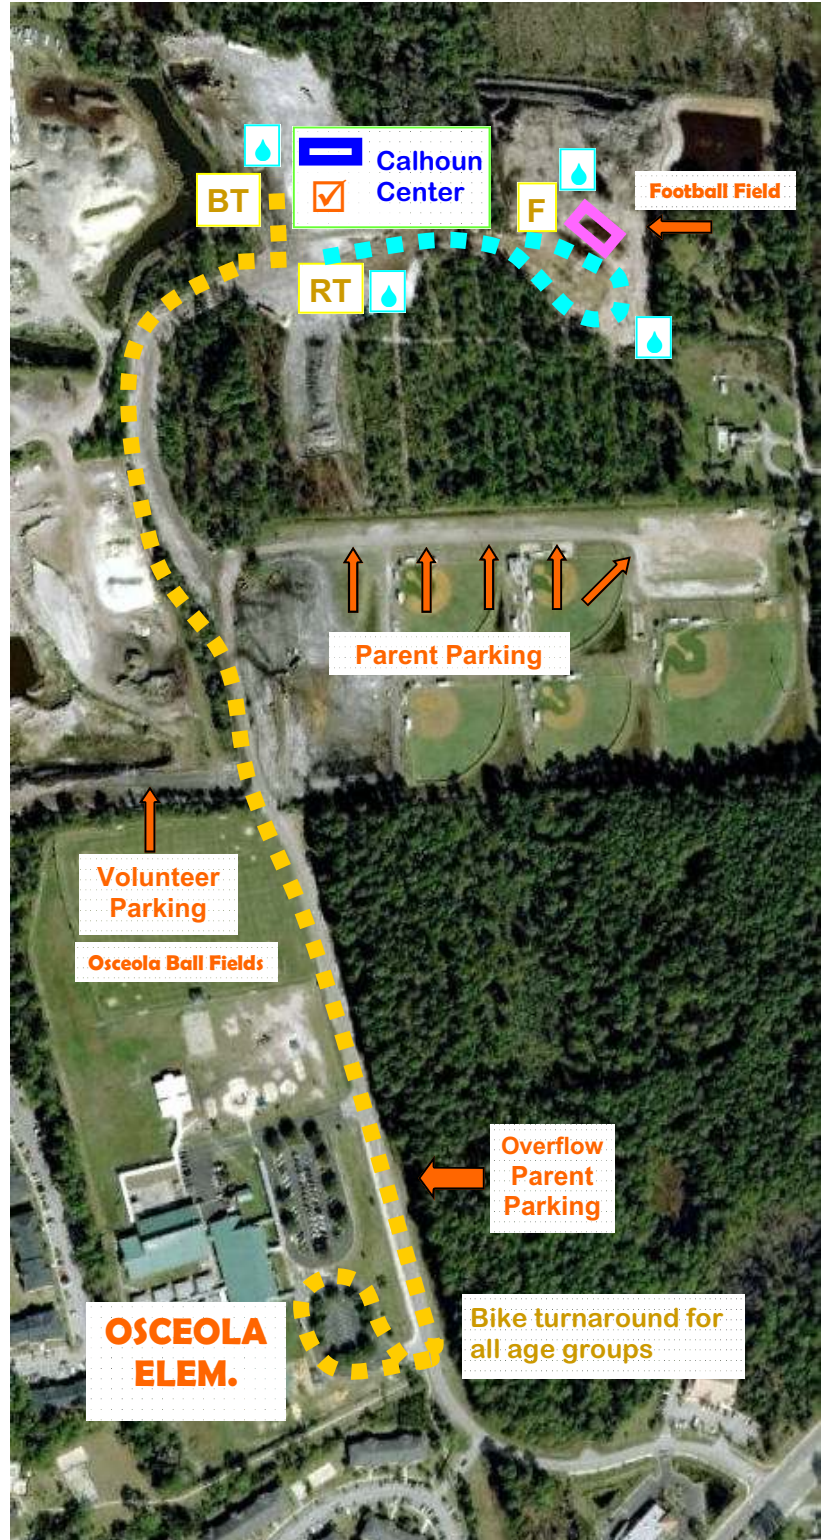 BT
Calhoun
Center
F
Football Field
RT
Parent Parking
Volunteer
Parking
Osceola Ball Fields
Overflow
Parent
Parking
Bike turnaround for
all age groups
OSCEOLA
ELEM.